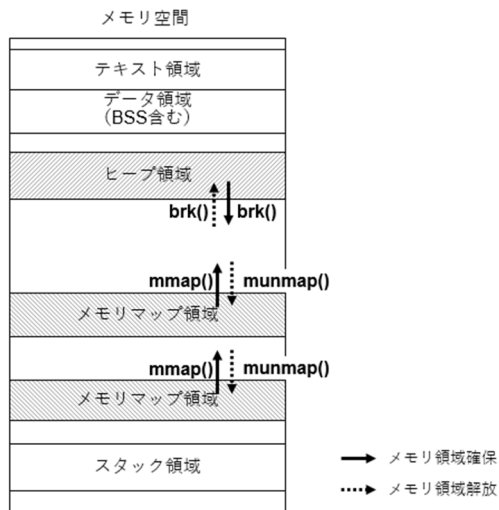 メモリ空間
テキスト領域
データ領域
（BSS含む）
ヒープ領域
brk() brk()
mmap() munmap()
メモリマップ領域
mmap() munmap()
メモリマップ領域
スタック領域
メモリ領域確保
メモリ領域解放